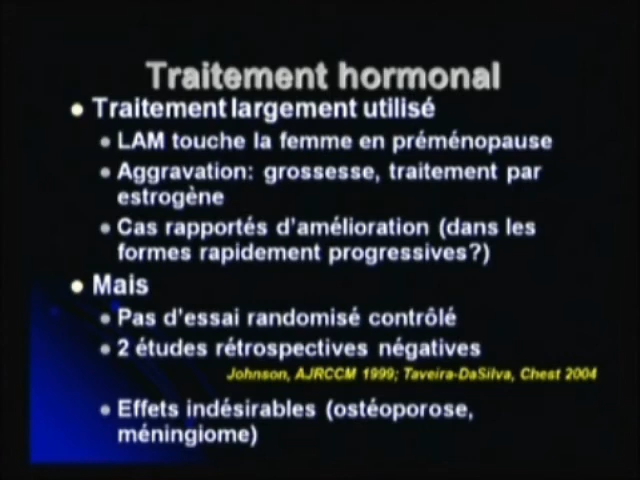 Traitement hormonal
Traitement largement utilisé
LAM touche la femme en préménopause
Aggravation: grossesse, traitement par
estrogène
Cas rapportés d'amélioration (dans les
formes rapidement progressives?)
Mais
Pas d'essai randomisé contrôlé
2 études rétrospectives négatives
Johnson, AJRCCM 1999; Taveira-DaSilva, Chest 2004
Effets indésirables (ostéoporose,
méningiome)